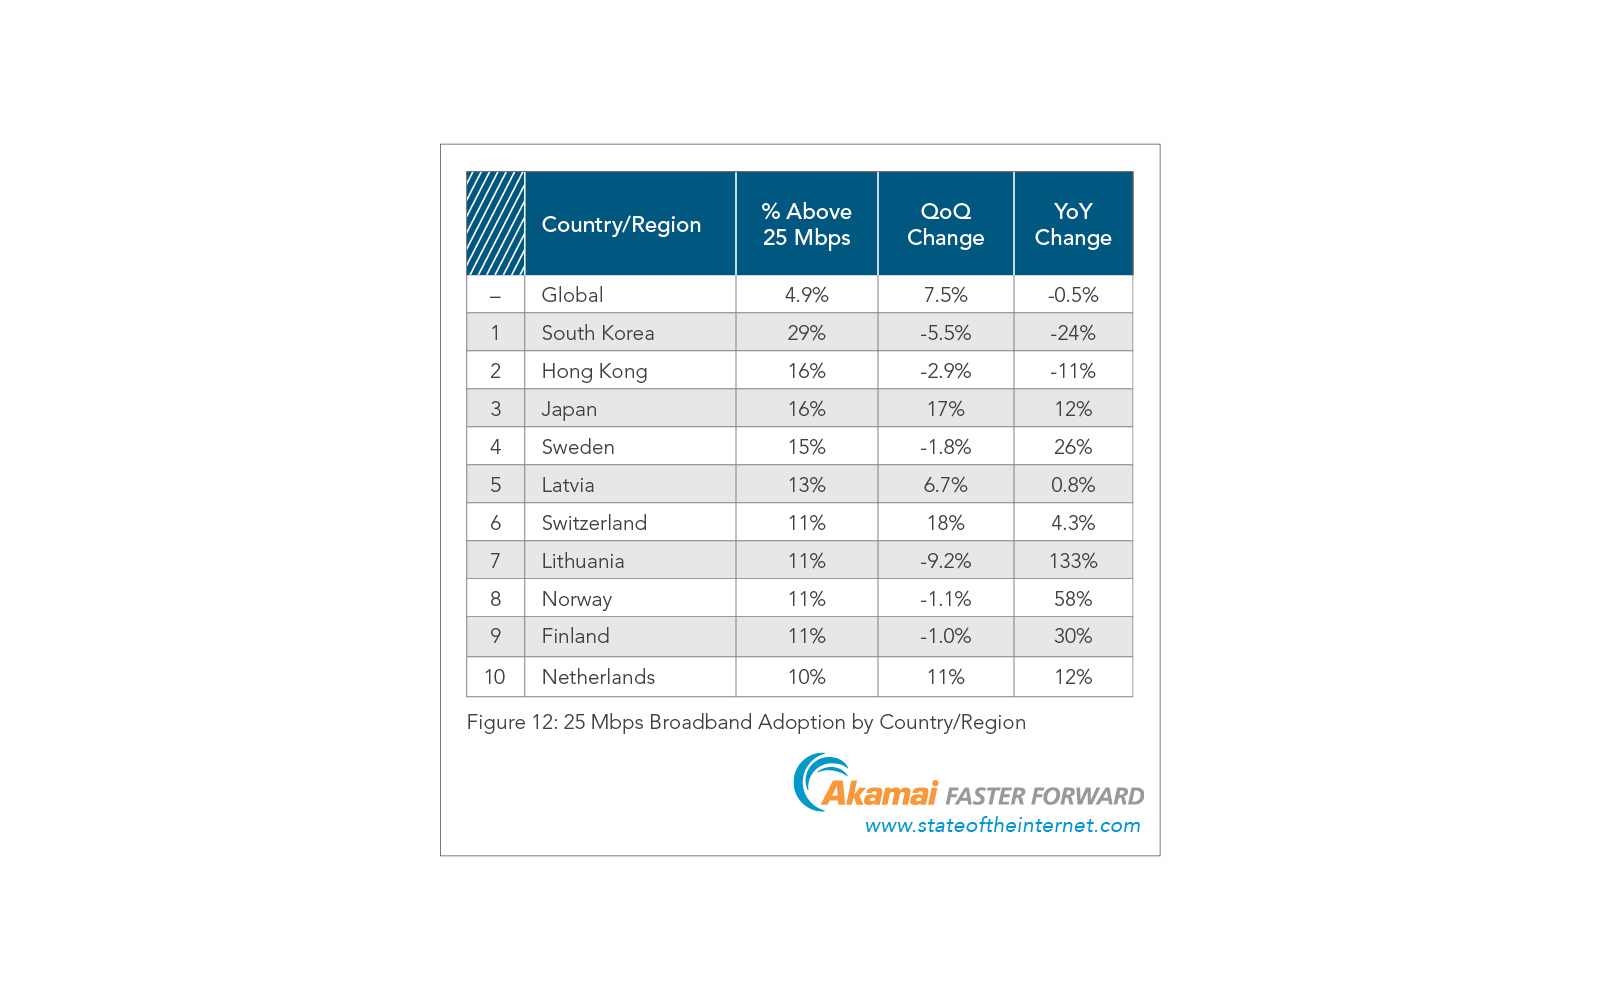 Country/Region % Above 25 Mbps QoQ Change YoY Change
– Global 4.9% 7.5% -0.5%
1 South Korea 29% -5.5% -24%
2 Hong Kong 16% -2.9% -11%
3 Japan 16% 17% 12%
4 Sweden 15% -1.8% 26%
5 Latvia 13% 6.7% 0.8%
6 Switzerland 11% 18% 4.3%
7 Lithuania 11% -9.2% 133%
8 Norway 11% -1.1% 58%
9 Finland 11% -1.0% 30%
10 Netherlands 10% 11% 12%
Figure 12: 25 Mbps Broadband Adoption by Country/Region
Akamai FASTER FORWARD
www.stateoftheinternet.com